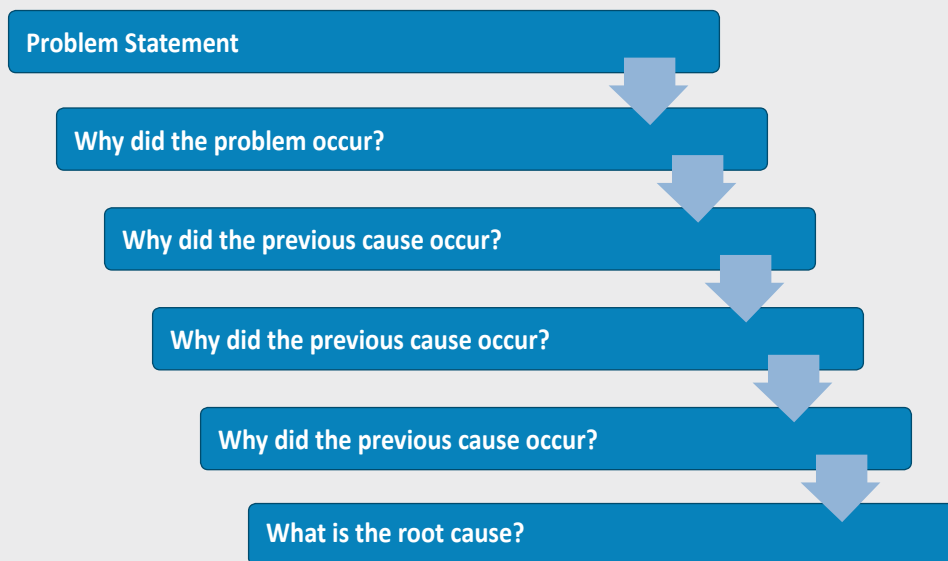 Problem Statement
Why did the problem occur?
Why did the previous cause occur?
Why did the previous cause occur?
Why did the previous cause occur?
What is the root cause?